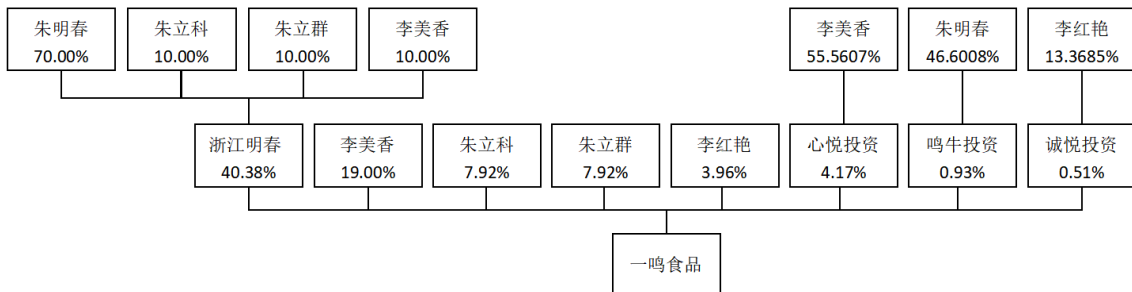 朱明春
70.00%
朱立科
10.00%
朱立群
10.00%
李美香
10.00%
李美香
55.5607%
朱明春
46.6008%
李红艳
13.3685%
浙江明春
40.38%
李美香
19.00%
朱立科
7.92%
朱立群
7.92%
李红艳
3.96%
心悦投资
4.17%
鸣牛投资
0.93%
诚悦投资
0.51%
一鸣食品